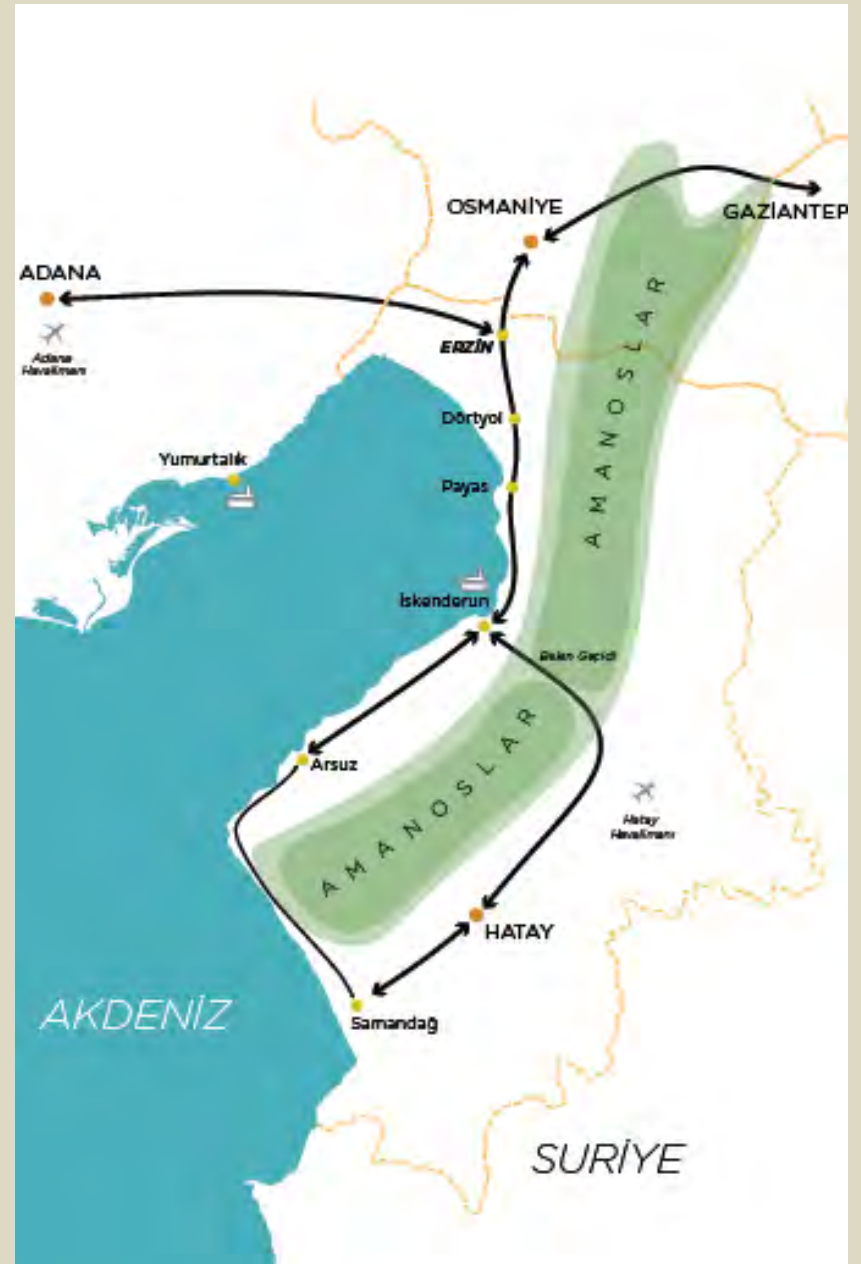 OSMANİYE
GAZİANTEP
ADANA
Adana
Havalimanı
ERZİN
AMANOSLAR
Dörtyol
Yumurtalık
Payas
İskenderun
Belen Geçidi
AMANOSLAR
Arsuz
Hatay
Havalimanı
HATAY
AKDENİZ
Samandağ
SURİYE